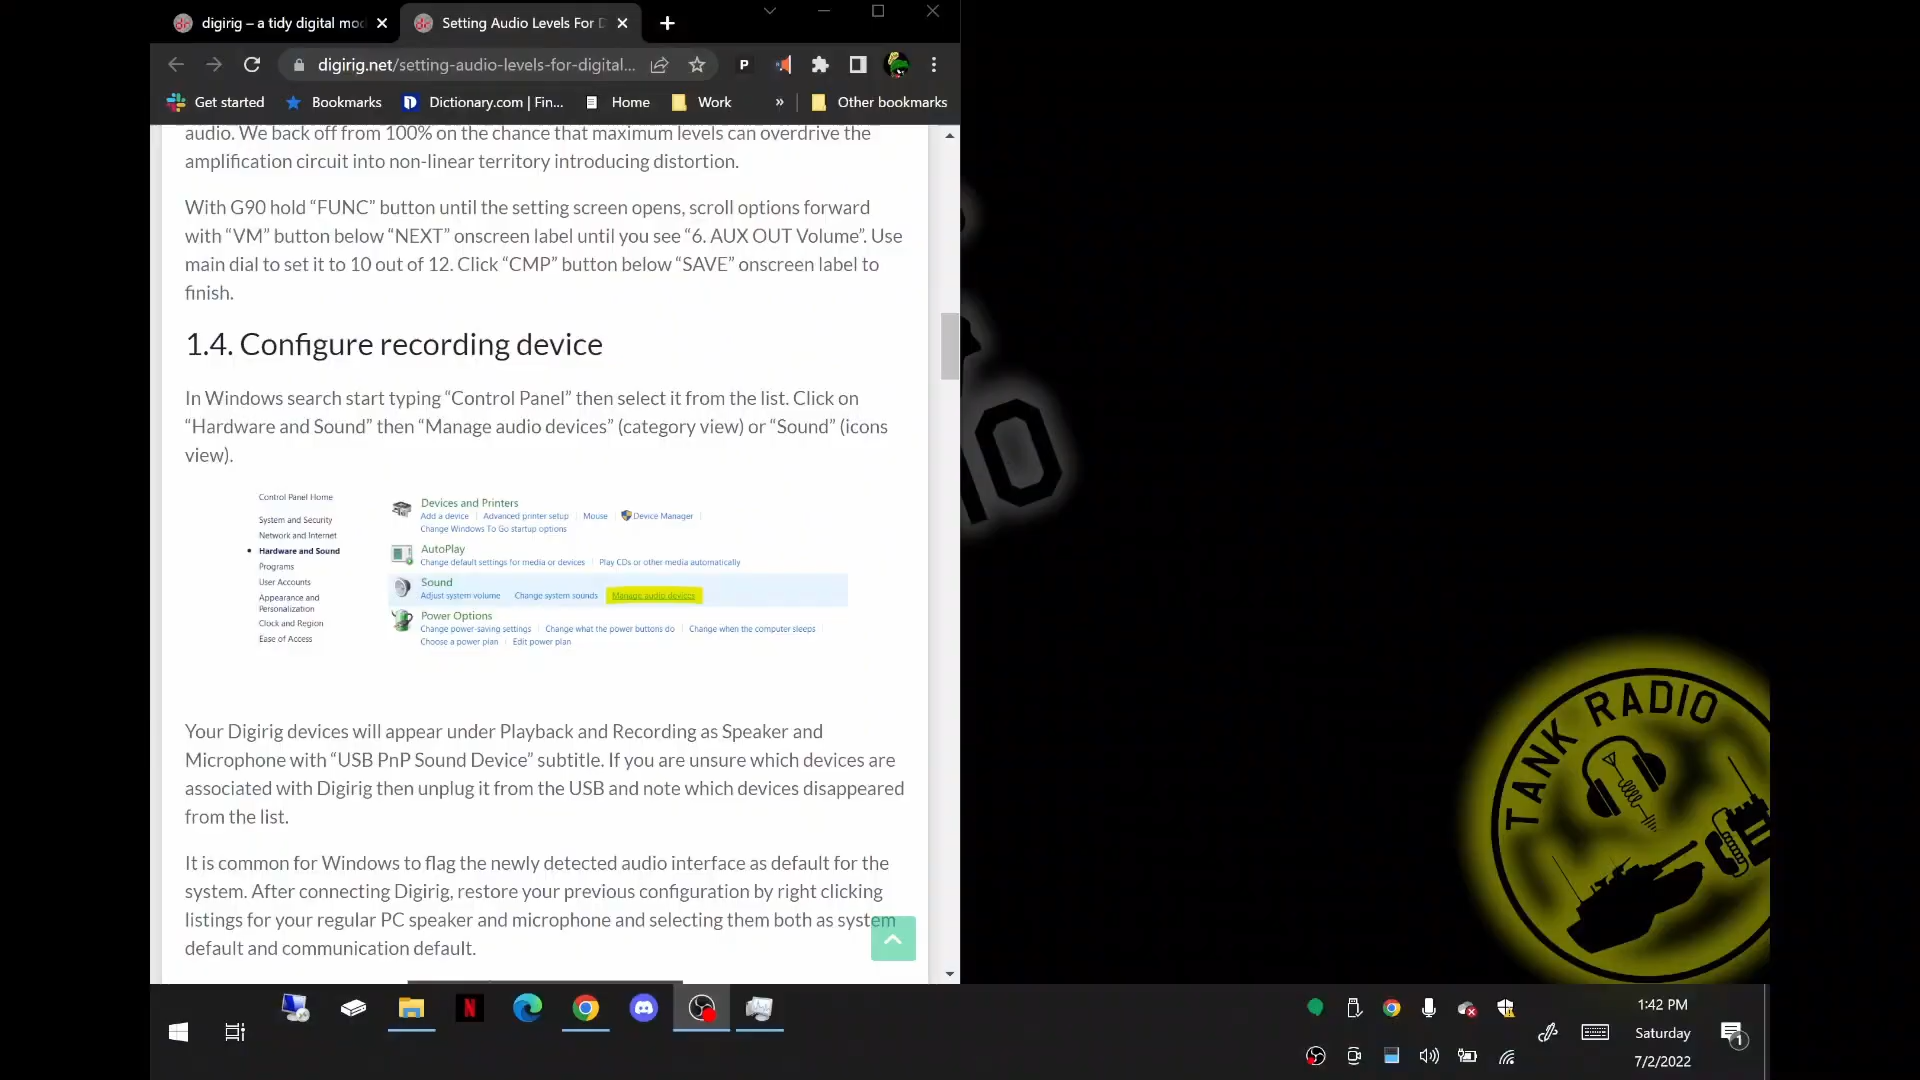 digirig – a tidy digital mod
Setting Audio Levels For D
digirig.net/setting-audio-levels-for-digital...
P
Get started
Bookmarks
D
Dictionary.com | Fin...
Home
Work
»
Other bookmarks
audio. We back off from 100% on the chance that maximum levels can overdrive the
amplification circuit into non-linear territory introducing distortion.
With G90 hold “FUNC” button until the setting screen opens, scroll options forward
with “VM” button below “NEXT” onscreen label until you see “6. AUX OUT Volume”. Use
main dial to set it to 10 out of 12. Click “CMP” button below “SAVE” onscreen label to
finish.
1.4. Configure recording device
In Windows search start typing “Control Panel” then select it from the list. Click on
“Hardware and Sound” then “Manage audio devices” (category view) or “Sound” (icons
view).
Control Panel Home
System and Security
Network and Internet
Hardware and Sound
Programs
User Accounts
Appearance and
Personalization
Clock and Region
Ease of Access
Devices and Printers
Add a device | Advanced printer setup | Mouse | Device Manager |
Change Windows To Go startup options
AutoPlay
Change default settings for media or devices | Play CDs or other media automatically
Sound
Adjust system volume Change system sounds Manage audio devices
Power Options
Change power-saving settings | Change what the power buttons do | Change when the computer sleeps |
Choose a power plan | Edit power plan
Your Digirig devices will appear under Playback and Recording as Speaker and
Microphone with “USB PnP Sound Device” subtitle. If you are unsure which devices are
associated with Digirig then unplug it from the USB and note which devices disappeared
from the list.
It is common for Windows to flag the newly detected audio interface as default for the
system. After connecting Digirig, restore your previous configuration by right clicking
listings for your regular PC speaker and microphone and selecting them both as system
default and communication default.
TANK RADIO
N
1:42 PM
Saturday
7/2/2022
1